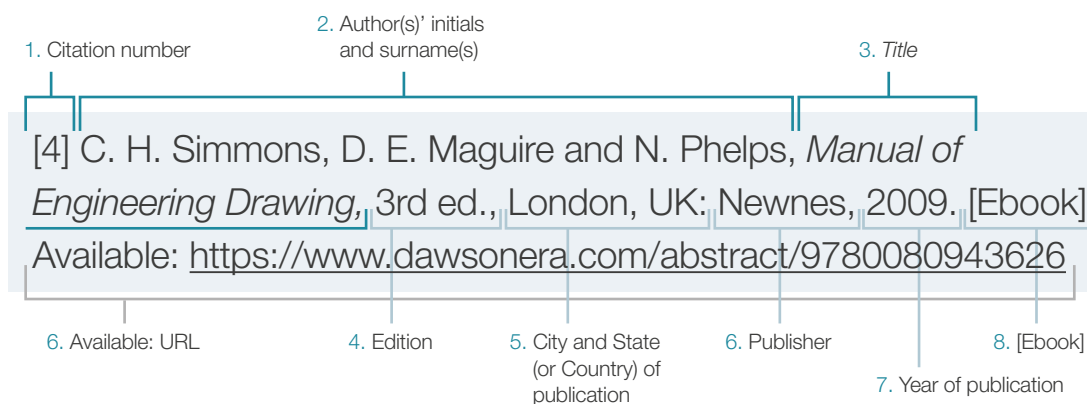 2. Author(s)' initials
and surname(s)
1. Citation number
3. Title
[4] C. H. Simmons, D. E. Maguire and N. Phelps, Manual of
Engineering Drawing, 3rd ed., London, UK: Newnes, 2009. [Ebook]
Available: https://www.dawsonera.com/abstract/9780080943626
6. Available: URL
4. Edition
5. City and State
(or Country) of
publication
6. Publisher
7. Year of publication
8. [Ebook]